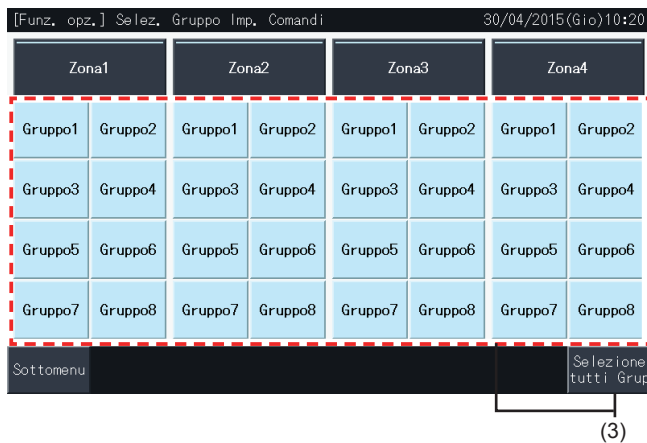 [Funz. opz.] Selez. Gruppo Imp. Comandi 30/04/2015(Gio)10:20
Zona1 Zona2 Zona3 Zona4
Gruppo1 Gruppo2 Gruppo1 Gruppo2 Gruppo1 Gruppo2 Gruppo1 Gruppo2
Gruppo3 Gruppo4 Gruppo3 Gruppo4 Gruppo3 Gruppo4 Gruppo3 Gruppo4
Gruppo5 Gruppo6 Gruppo5 Gruppo6 Gruppo5 Gruppo6 Gruppo5 Gruppo6
Gruppo7 Gruppo8 Gruppo7 Gruppo8 Gruppo7 Gruppo8 Gruppo7 Gruppo8
Sottomenu Selezione
tutti Grup
(3)